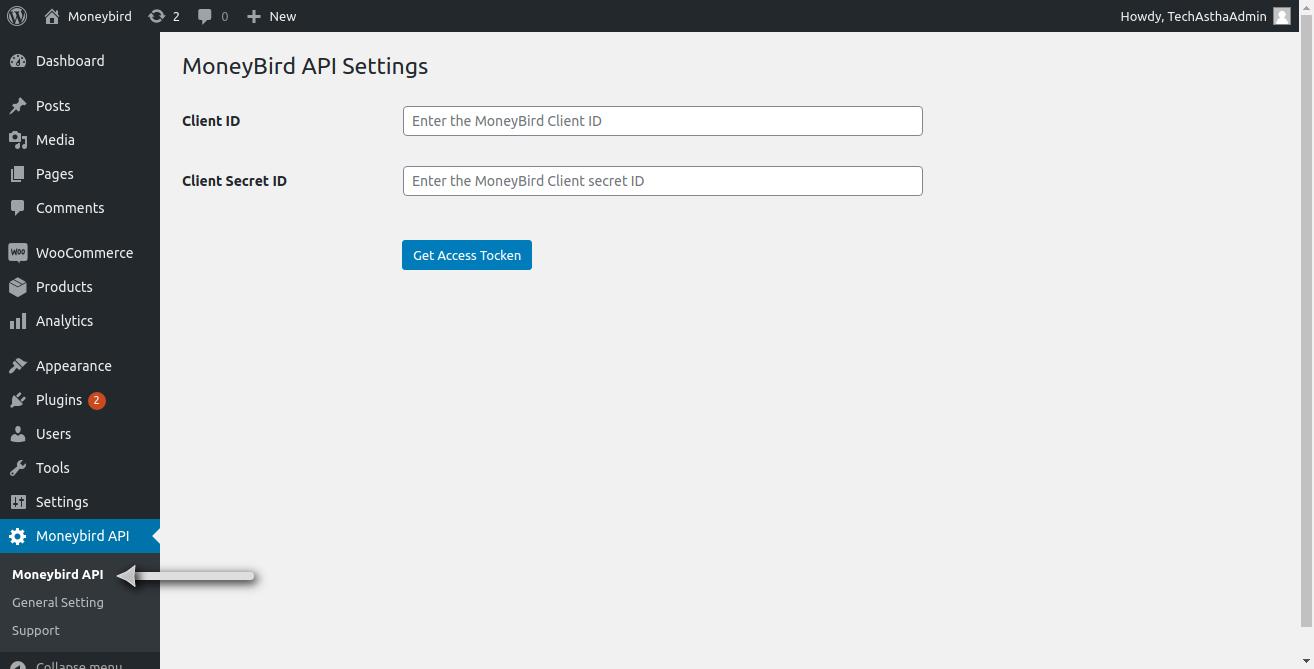 Moneybird 2 0 New
Howdy, TechAsthaAdmin
Dashboard
Posts
Media
Pages
Comments
WOO WooCommerce
Products
Analytics
Appearance
Plugins 2
Users
Tools
Settings
Moneybird API
Moneybird API
General Setting
Support
Collapse menu
MoneyBird API Settings
Client ID
Enter the MoneyBird Client ID
Client Secret ID
Enter the MoneyBird Client secret ID
Get Access Tocken